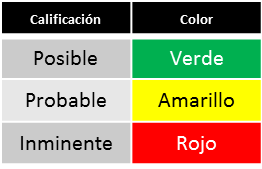 Calificación Color
Posible Verde
Probable Amarillo
Inminente Rojo